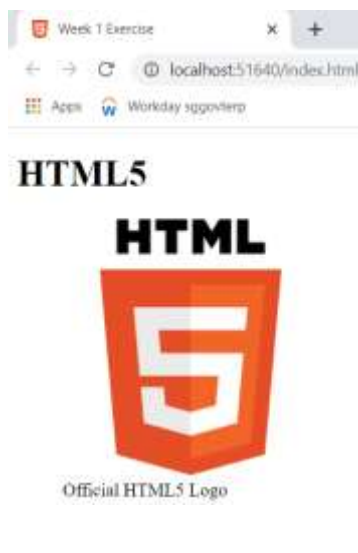 Week 1 Exercise
localhost:51640/index.html
Apps Workday sggovterp
HTML5
HTML
5
Official HTML5 Logo